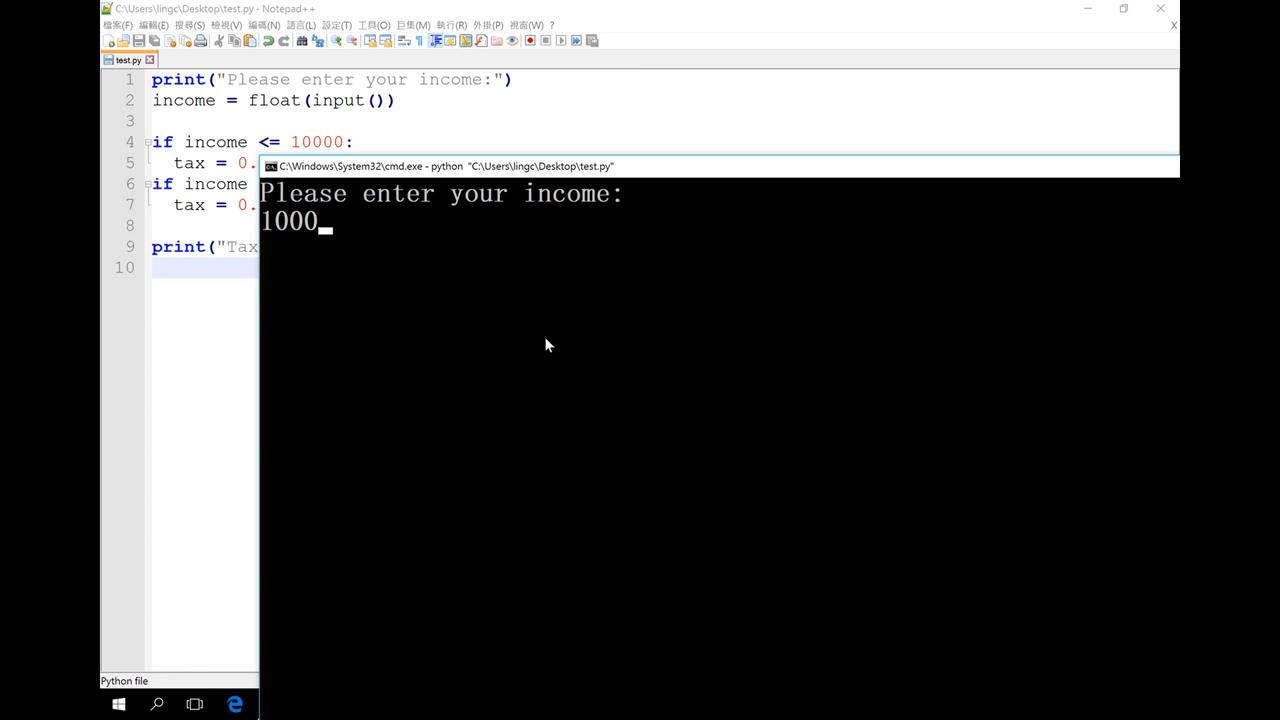 C:\Users\lingc\Desktop\test.py - Notepad++
檔案(F) 編輯(E) 搜尋(S) 檢視(V) 編碼(N) 語言(L) 設定(T) 工具(O) 巨集(M) 執行(R) 外掛(P) 視窗(W) ? X
test.py
1 print("Please enter your income:")
2 income = float(input())
3
4 if income <= 10000:
5 tax = 0.
6 if income
7 tax = 0.
8
9 print("Tax
10
C:\Windows\System32\cmd.exe - python "C:\Users\lingc\Desktop\test.py"
Please enter your income:
1000
Python file